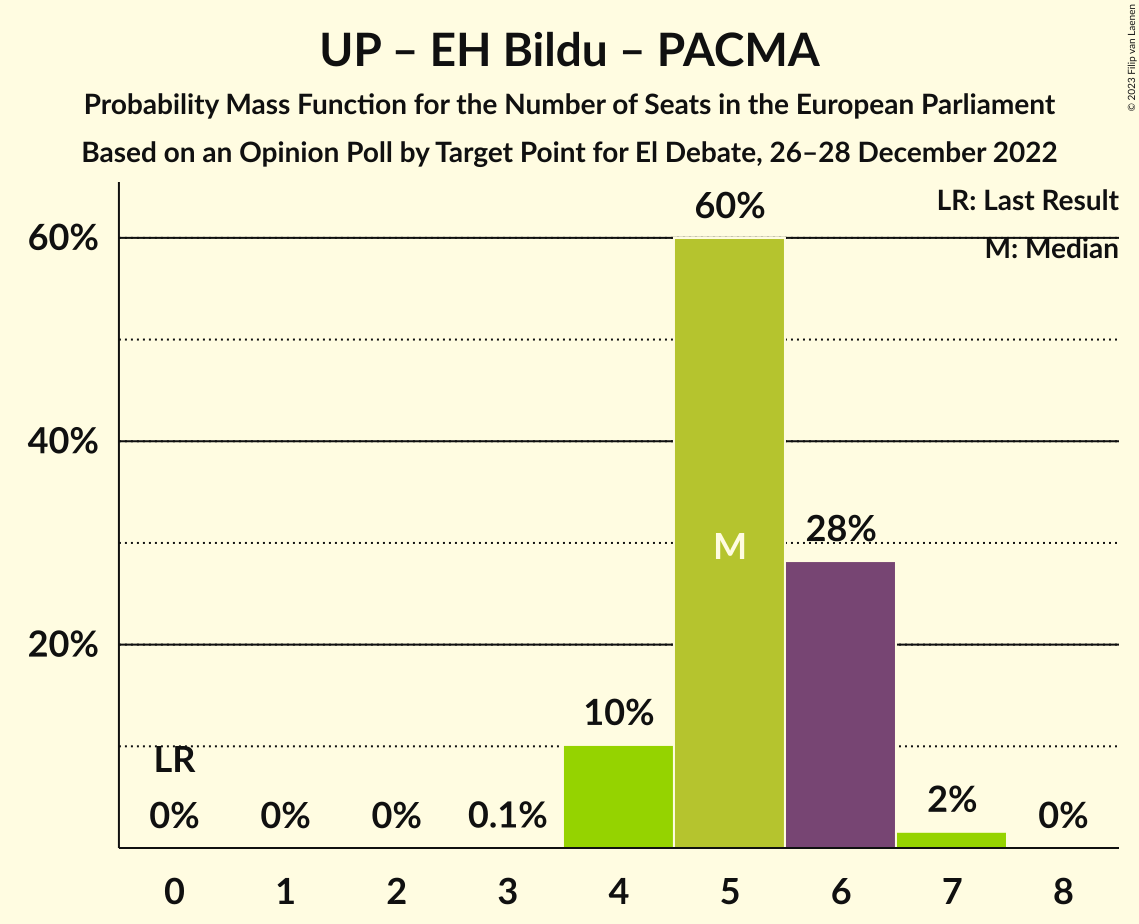 UP – EH Bildu – PACMA
Probability Mass Function for the Number of Seats in the European Parliament
Based on an Opinion Poll by Target Point for El Debate, 26–28 December 2022
© 2023 Filip van Laenen
LR: Last Result
M: Median
60%
40%
20%
60%
M
28%
10%
LR
0%
0%
0%
0.1%
2%
0%
0 1 2 3 4 5 6 7 8